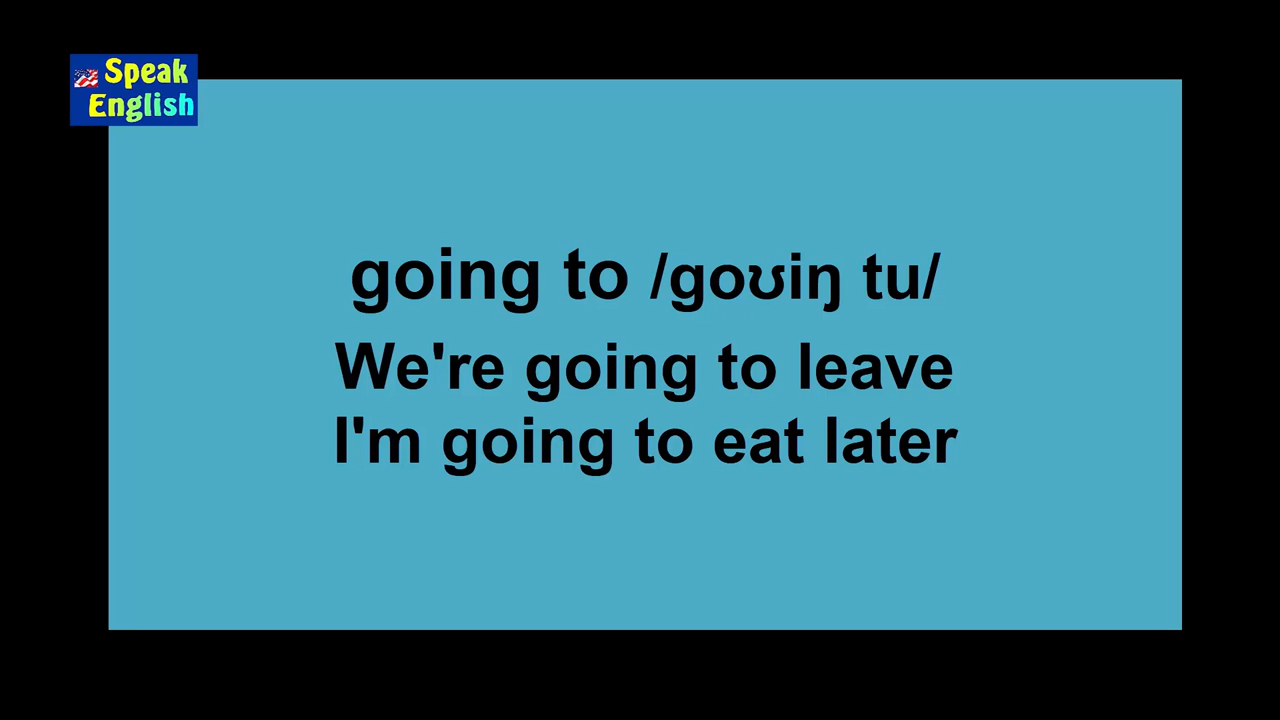 Speak
English
going to /goʊiŋ tu/
We're going to leave
I'm going to eat later